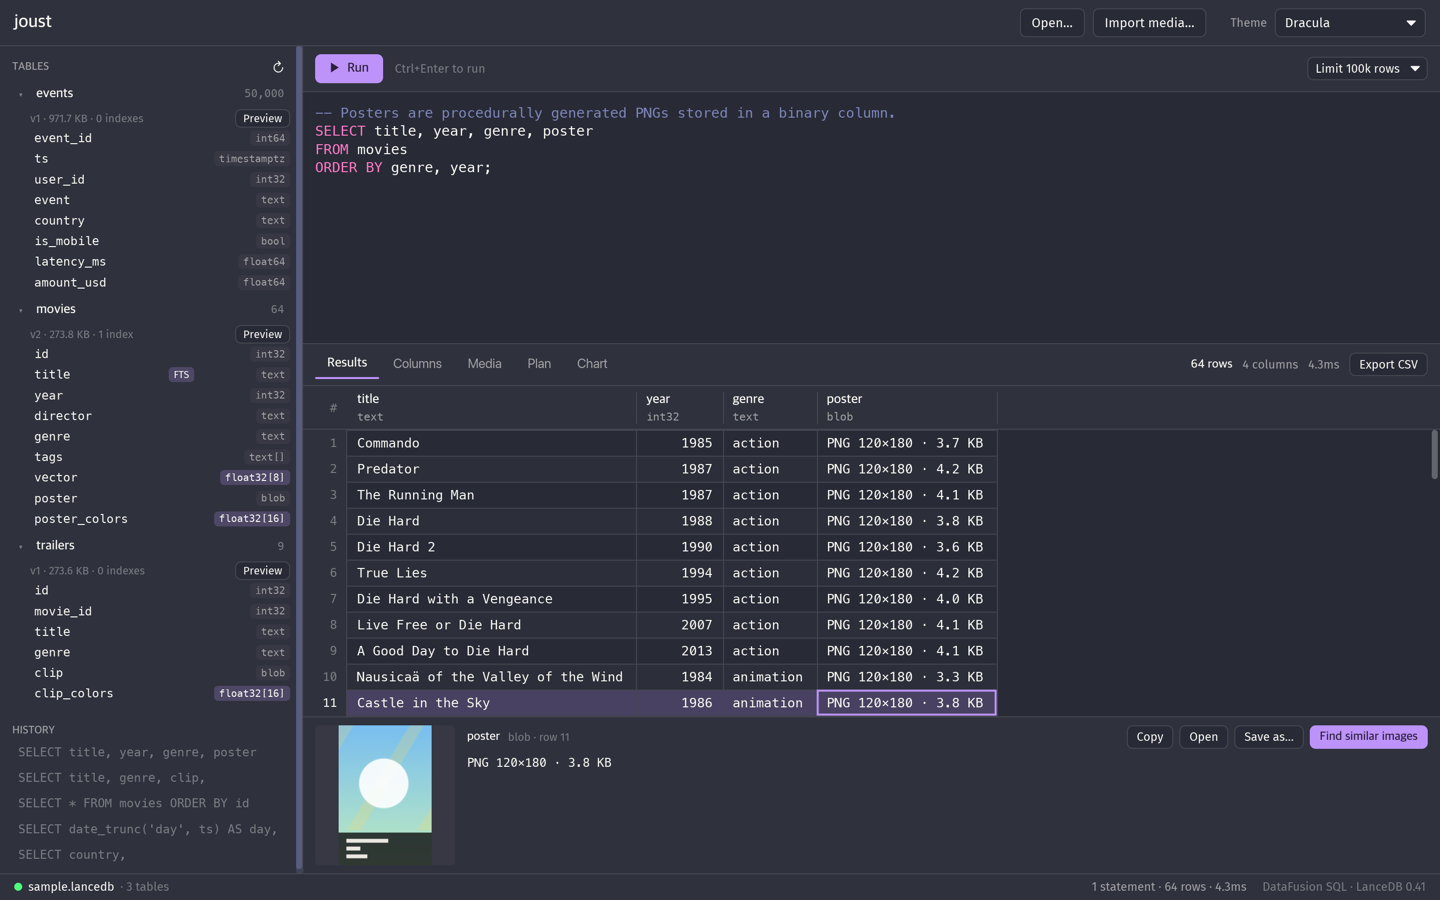 joust
Open...
Import media...
Theme
Dracula
TABLES
events 50,000
v1 · 971.7 KB · 0 indexes Preview
event_id int64
ts timestamptz
user_id int32
event text
country text
is_mobile bool
latency_ms float64
amount_usd float64
movies 64
v2 · 273.8 KB · 1 index Preview
id int32
title FTS text
year int32
director text
genre text
tags text[]
vector float32[8]
poster blob
poster_colors float32[16]
trailers 9
v1 · 273.6 KB · 0 indexes Preview
id int32
movie_id int32
title text
genre text
clip blob
clip_colors float32[16]
HISTORY
SELECT title, year, genre, poster
SELECT title, genre, clip,
SELECT * FROM movies ORDER BY id
SELECT date_trunc('day', ts) AS day,
SELECT country,
Run
Ctrl+Enter to run
Limit 100k rows
-- Posters are procedurally generated PNGs stored in a binary column.
SELECT title, year, genre, poster
FROM movies
ORDER BY genre, year;
Results Columns Media Plan Chart
64 rows 4 columns 4.3ms Export CSV
# title year genre poster
text int32 text blob
1 Commando 1985 action PNG 120×180 · 3.7 KB
2 Predator 1987 action PNG 120×180 · 4.2 KB
3 The Running Man 1987 action PNG 120×180 · 4.1 KB
4 Die Hard 1988 action PNG 120×180 · 3.8 KB
5 Die Hard 2 1990 action PNG 120×180 · 3.6 KB
6 True Lies 1994 action PNG 120×180 · 4.2 KB
7 Die Hard with a Vengeance 1995 action PNG 120×180 · 4.0 KB
8 Live Free or Die Hard 2007 action PNG 120×180 · 4.1 KB
9 A Good Day to Die Hard 2013 action PNG 120×180 · 4.1 KB
10 Nausicaä of the Valley of the Wind 1984 animation PNG 120×180 · 3.3 KB
11 Castle in the Sky 1986 animation PNG 120×180 · 3.8 KB
poster blob · row 11
Copy Open Save as... Find similar images
PNG 120×180 · 3.8 KB
sample.lancedb · 3 tables
1 statement · 64 rows · 4.3ms DataFusion SQL · LanceDB 0.41